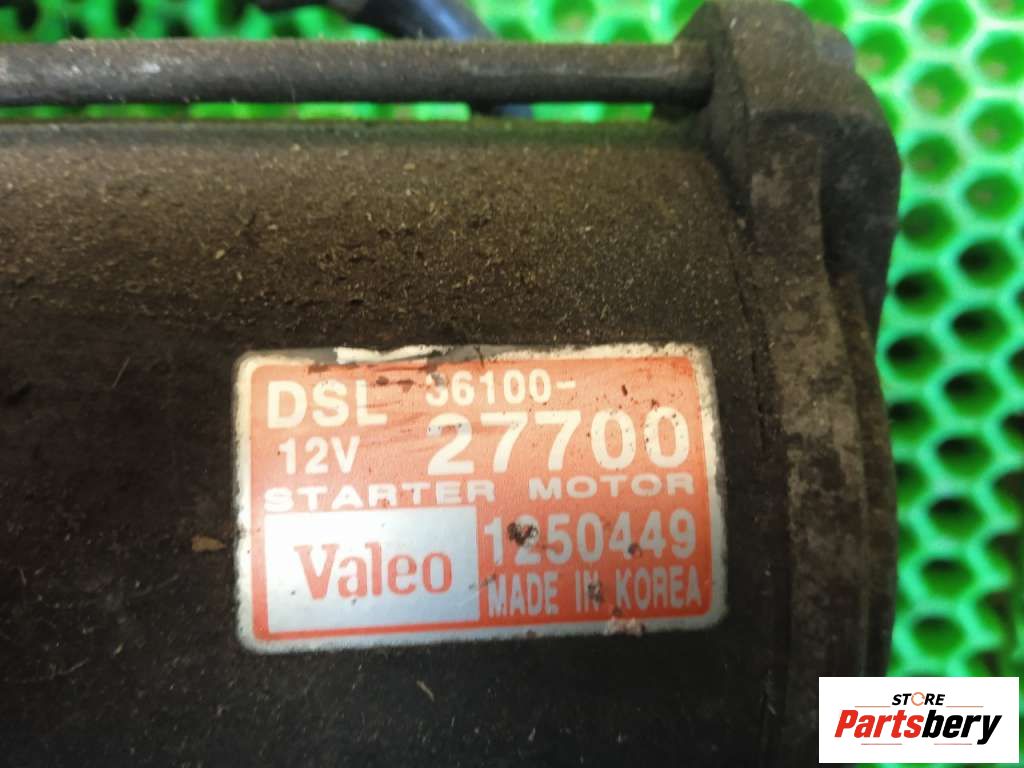 DSL 36100-
12V 27700
STARTER MOTOR
Valeo 1250449
MADE IN KOREA
STORE
Partsbery